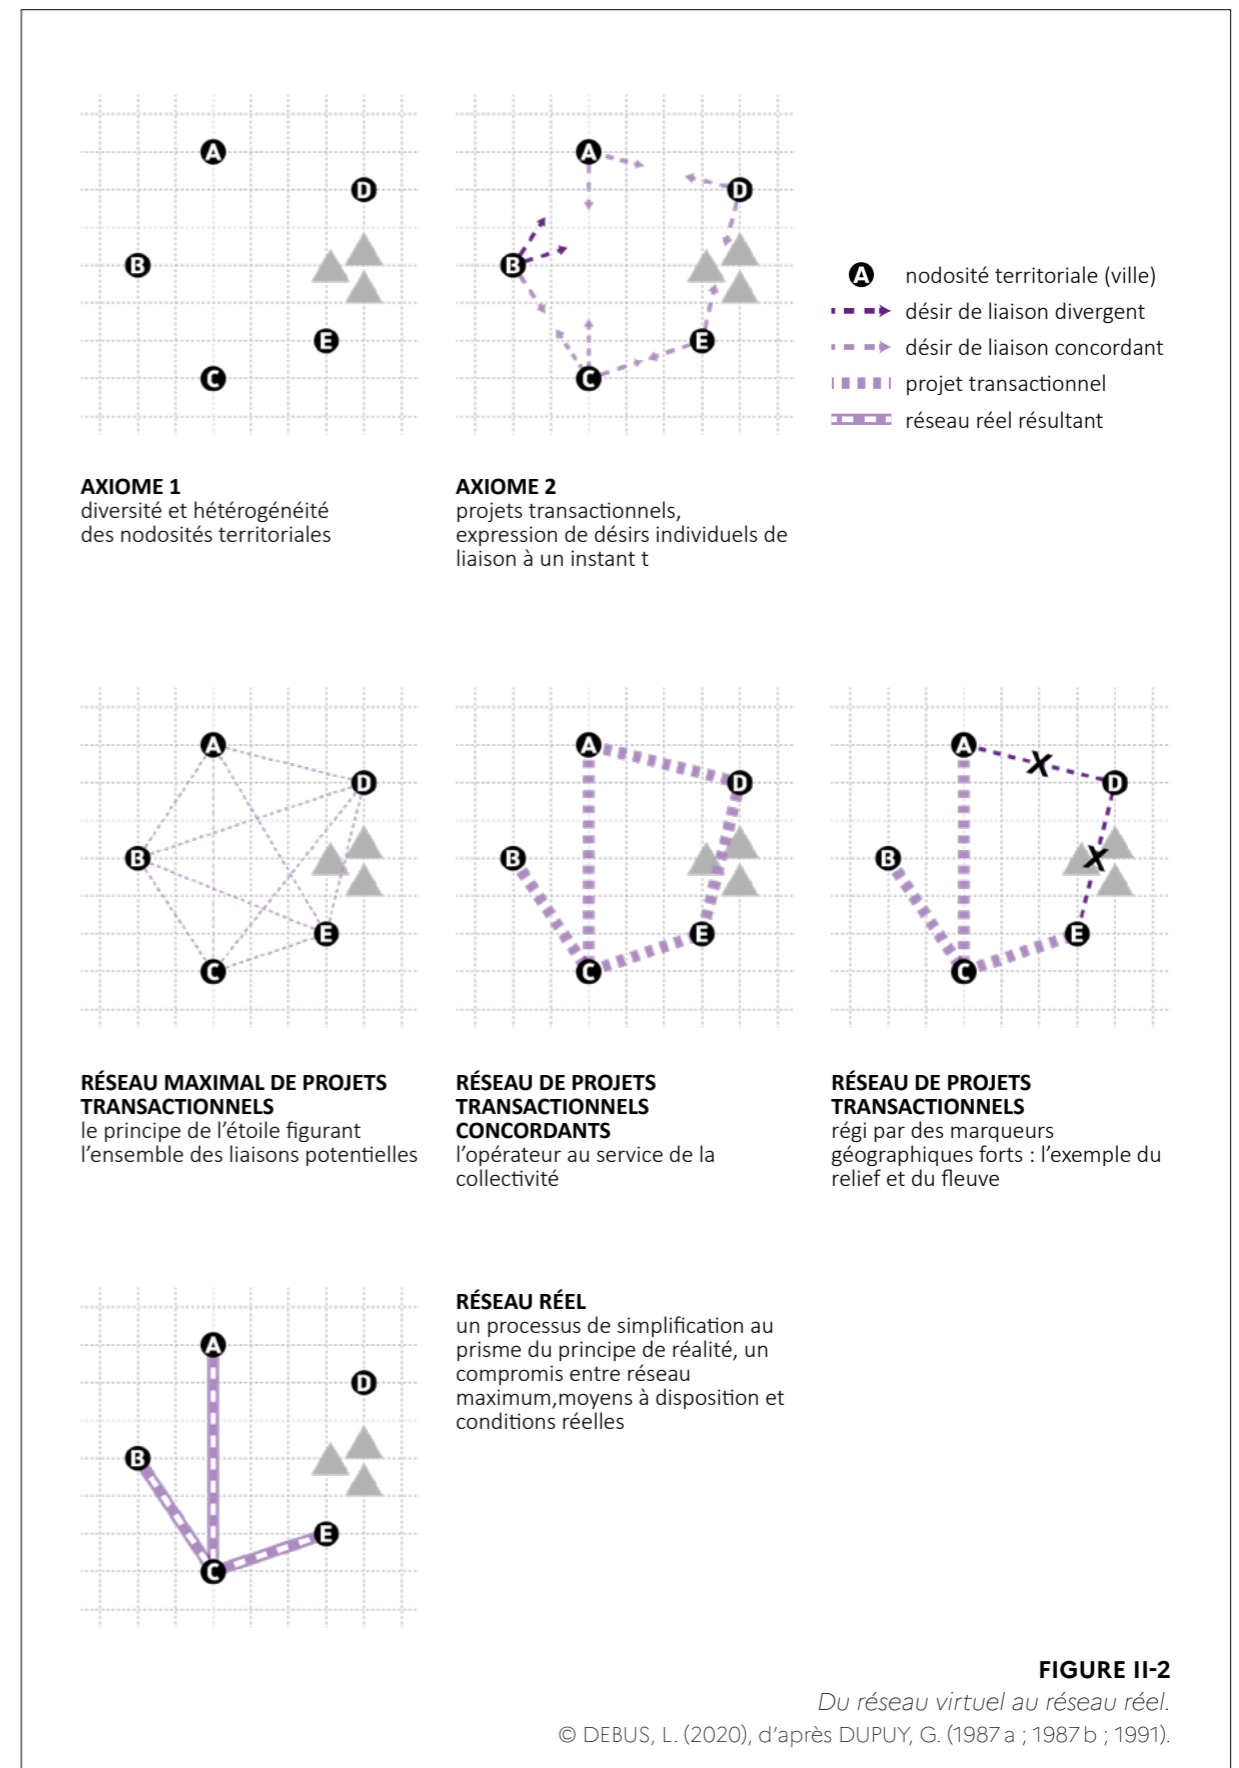 A
D
B
E
C
A
D
B
E
C
A nodosité territoriale (ville)
désir de liaison divergent
désir de liaison concordant
projet transactionnel
réseau réel résultant
AXIOME 1
diversité et hétérogénéité
des nodosités territoriales
AXIOME 2
projets transactionnels,
expression de désirs individuels de
liaison à un instant t
A
D
B
E
C
A
D
B
E
C
A
X
D
B
X
E
C
RÉSEAU MAXIMAL DE PROJETS
TRANSACTIONNELS
le principe de l'étoile figurant
l'ensemble des liaisons potentielles
RÉSEAU DE PROJETS
TRANSACTIONNELS
CONCORDANTS
l'opérateur au service de la
collectivité
RÉSEAU DE PROJETS
TRANSACTIONNELS
régi par des marqueurs
géographiques forts : l'exemple du
relief et du fleuve
A
D
B
E
C
RÉSEAU RÉEL
un processus de simplification au
prisme du principe de réalité, un
compromis entre réseau
maximum,moyens à disposition et
conditions réelles
FIGURE II-2
Du réseau virtuel au réseau réel.
© DEBUS, L. (2020), d'après DUPUY, G. (1987 a ; 1987 b ; 1991).